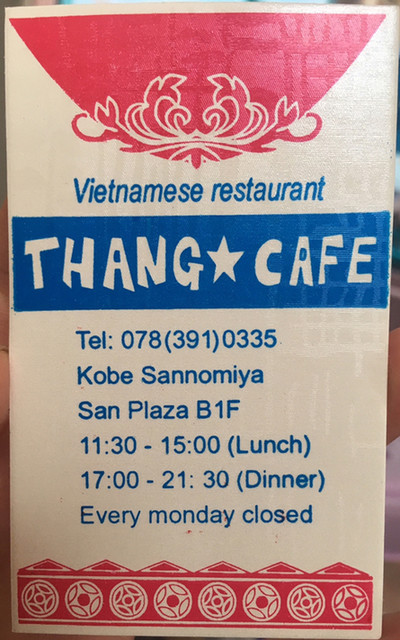 Vietnamese restaurant
THANG★CAFE
Tel: 078(391)0335
Kobe Sannomiya
San Plaza B1F
11:30 - 15:00 (Lunch)
17:00 - 21: 30 (Dinner)
Every monday closed